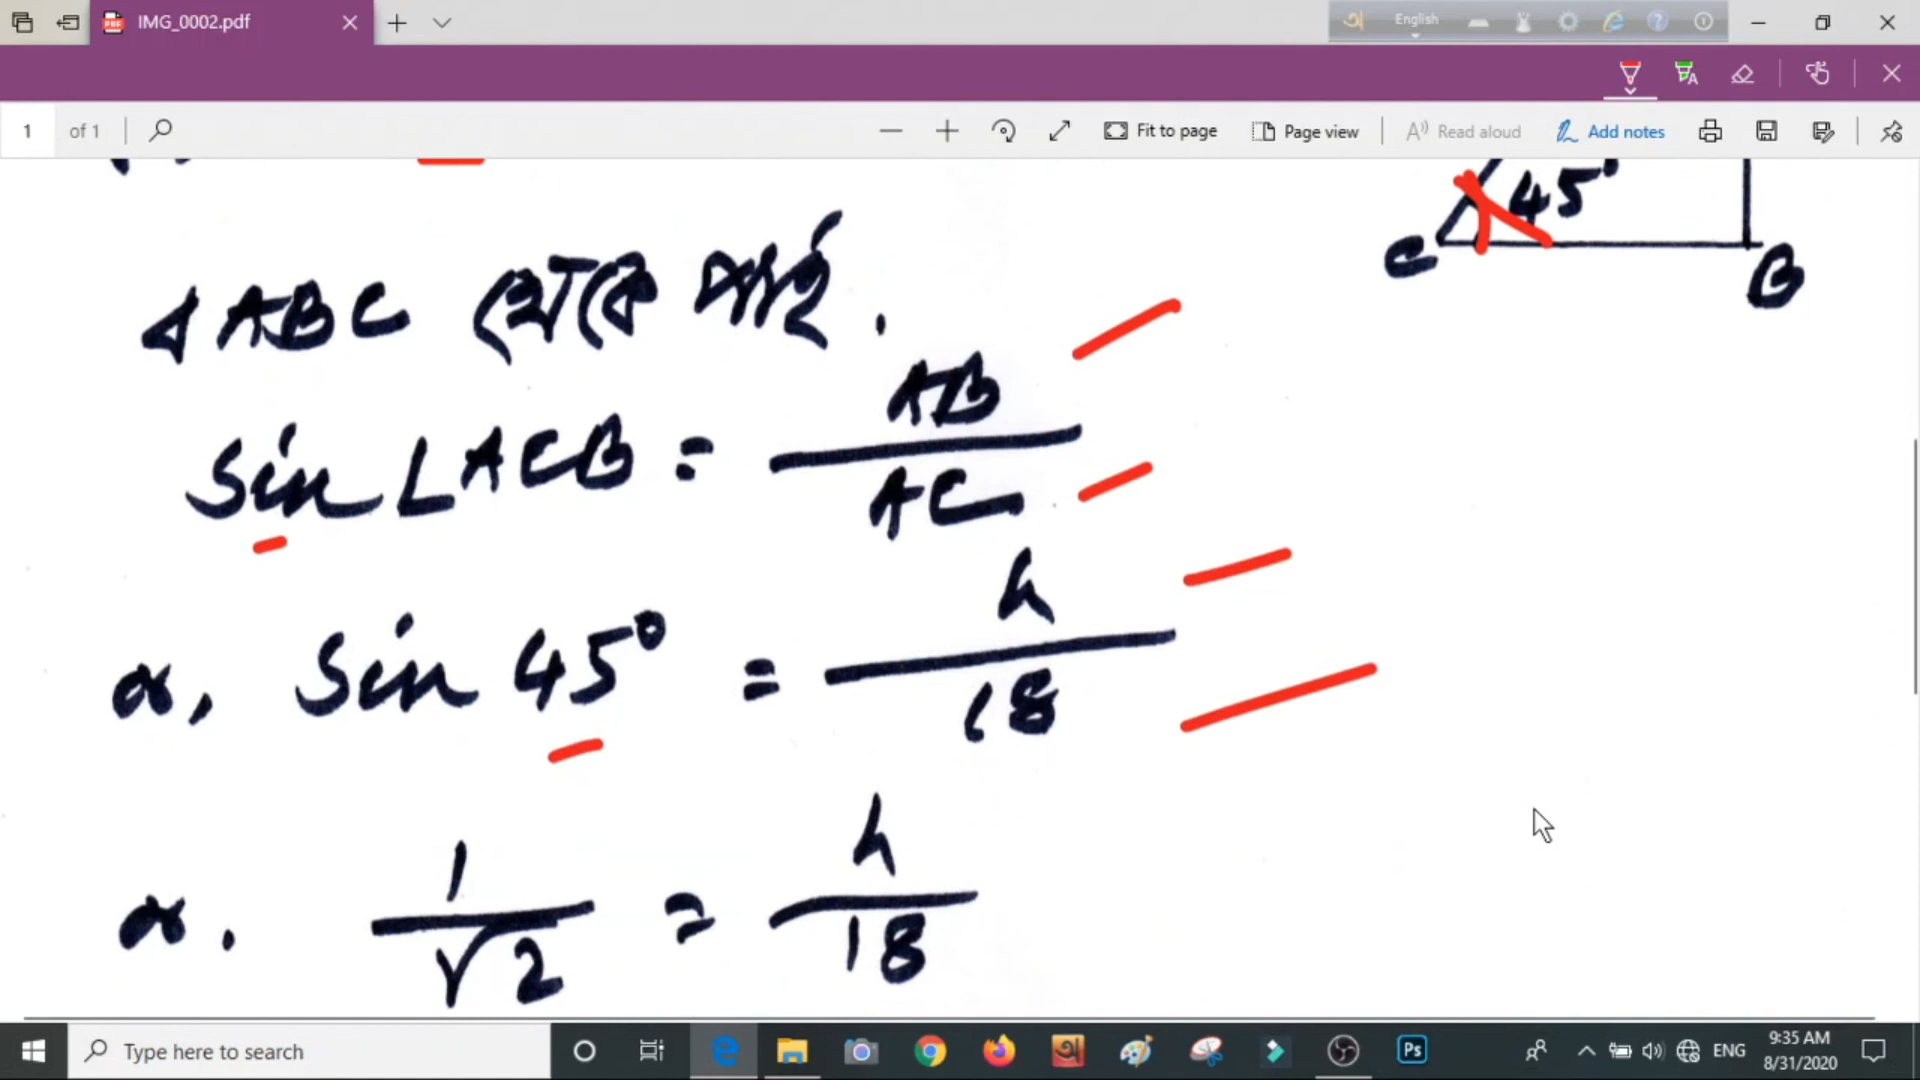 IMG_0002.pdf
English
1 of 1 Fit to page Page view Read aloud Add notes
45°
C B
△ABC হতে পাই.
sin ∠ACB = AB / AC
বা, sin 45° = h / 18
বা. 1 / √2 = h / 18
Type here to search
Ps
ENG
9:35 AM
8/31/2020